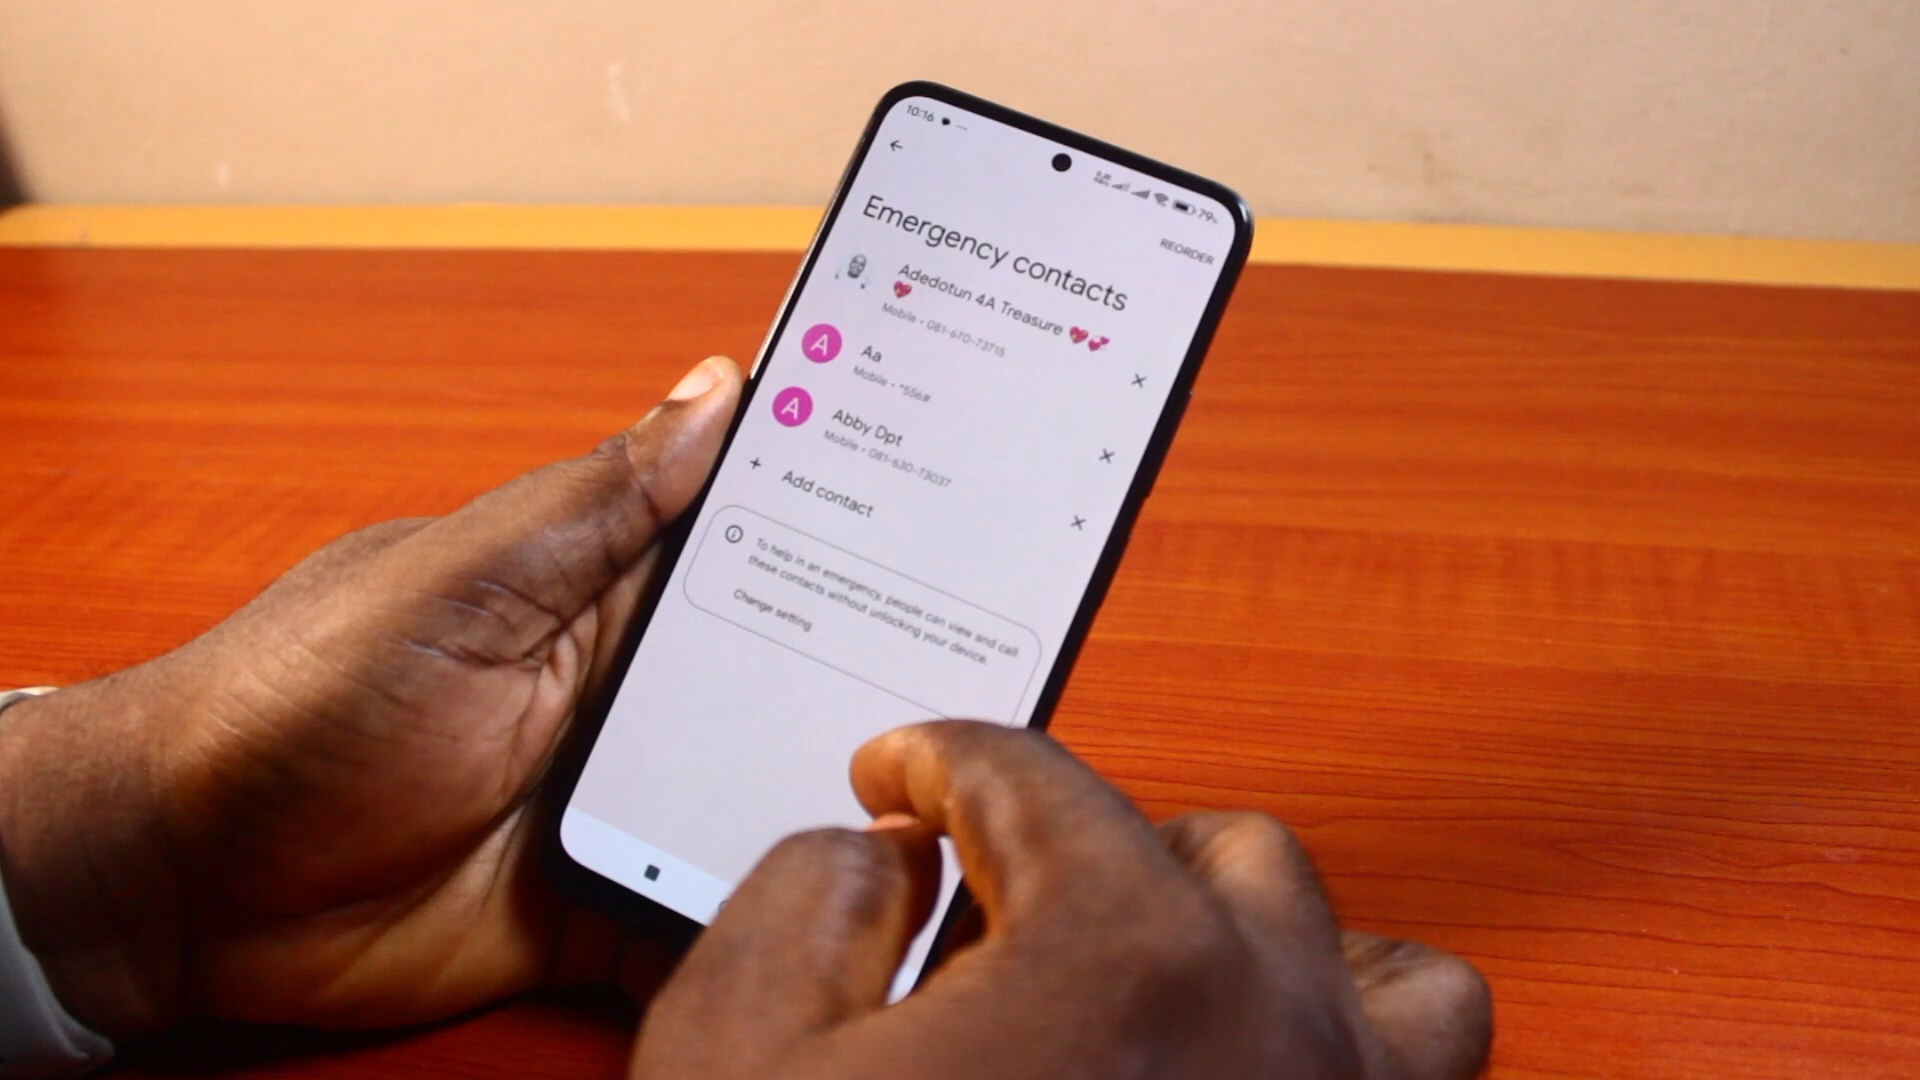 10:16
79%
REORDER
Emergency contacts
Adedotun 4A Treasure 💖💞
💖
Mobile • 081-670-73715
A
Aa
Mobile • *556#
A
Abby Dpt
Mobile • 081-630-73037
+ Add contact
To help in an emergency, people can view and call
these contacts without unlocking your device.
Change setting